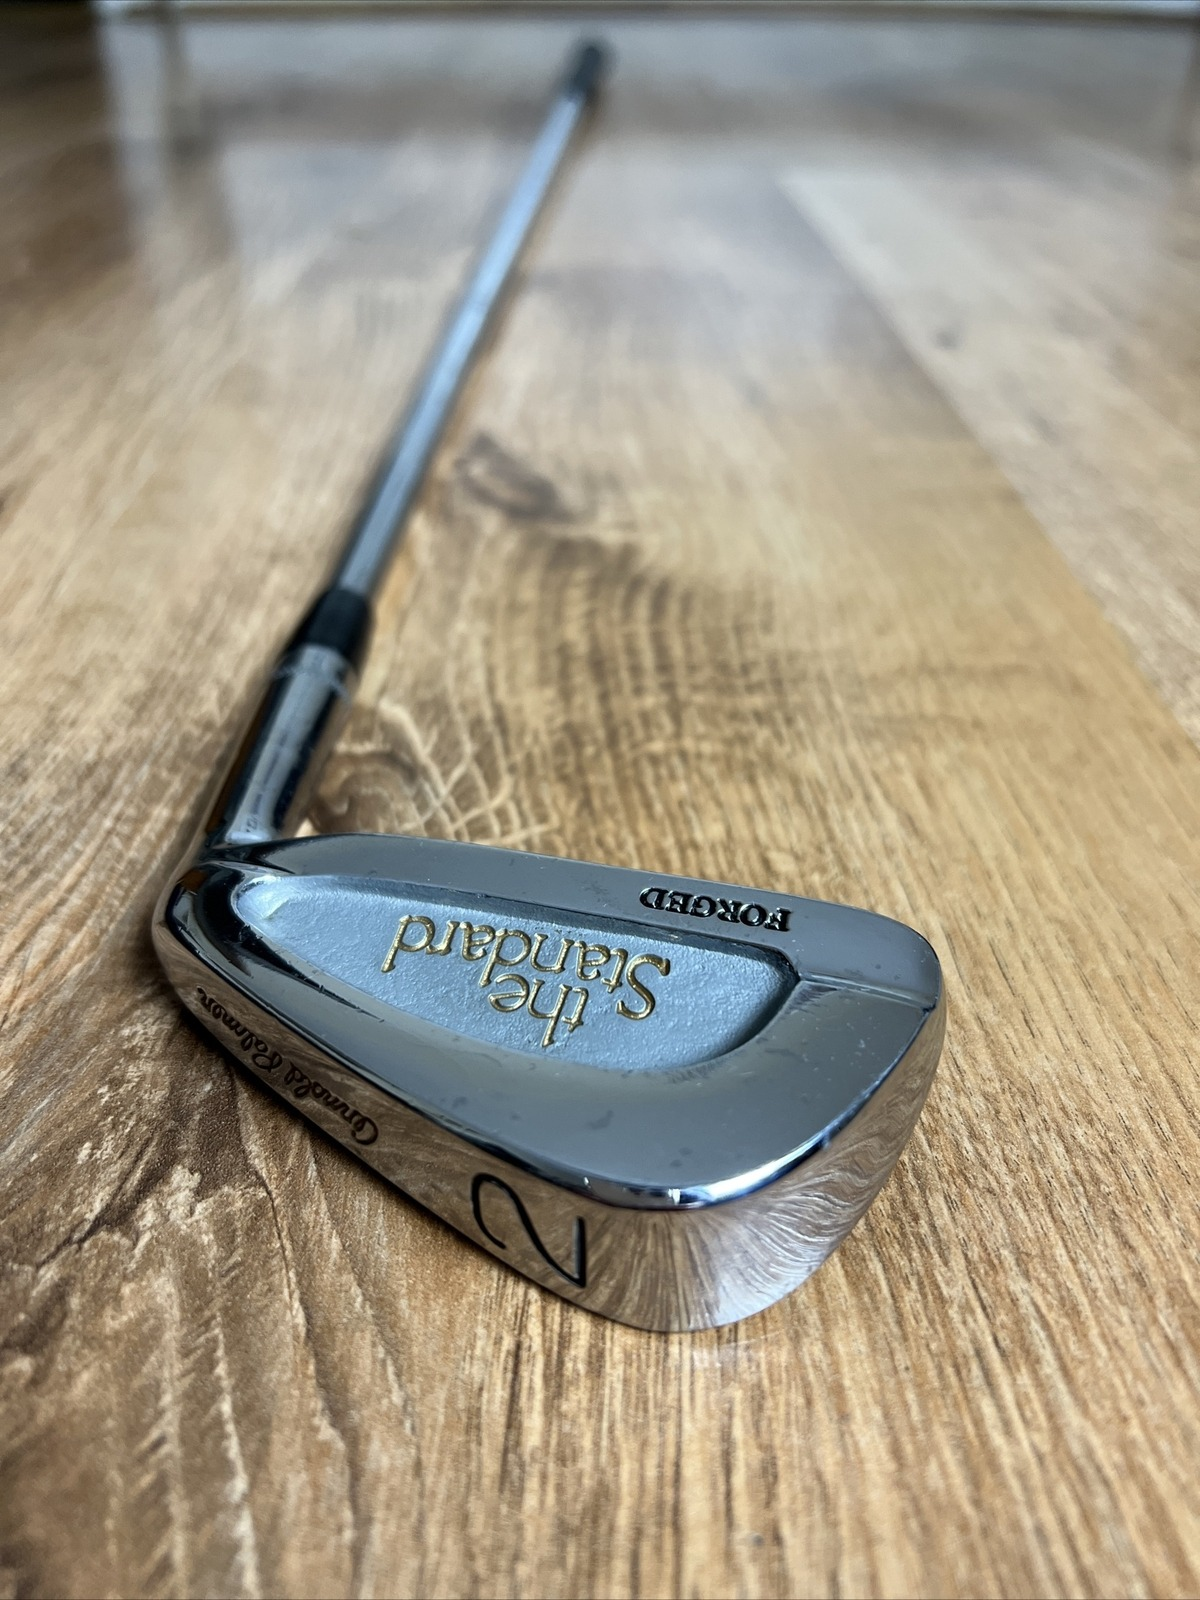 FORGED
the
Standard
Arnold Palmer
2